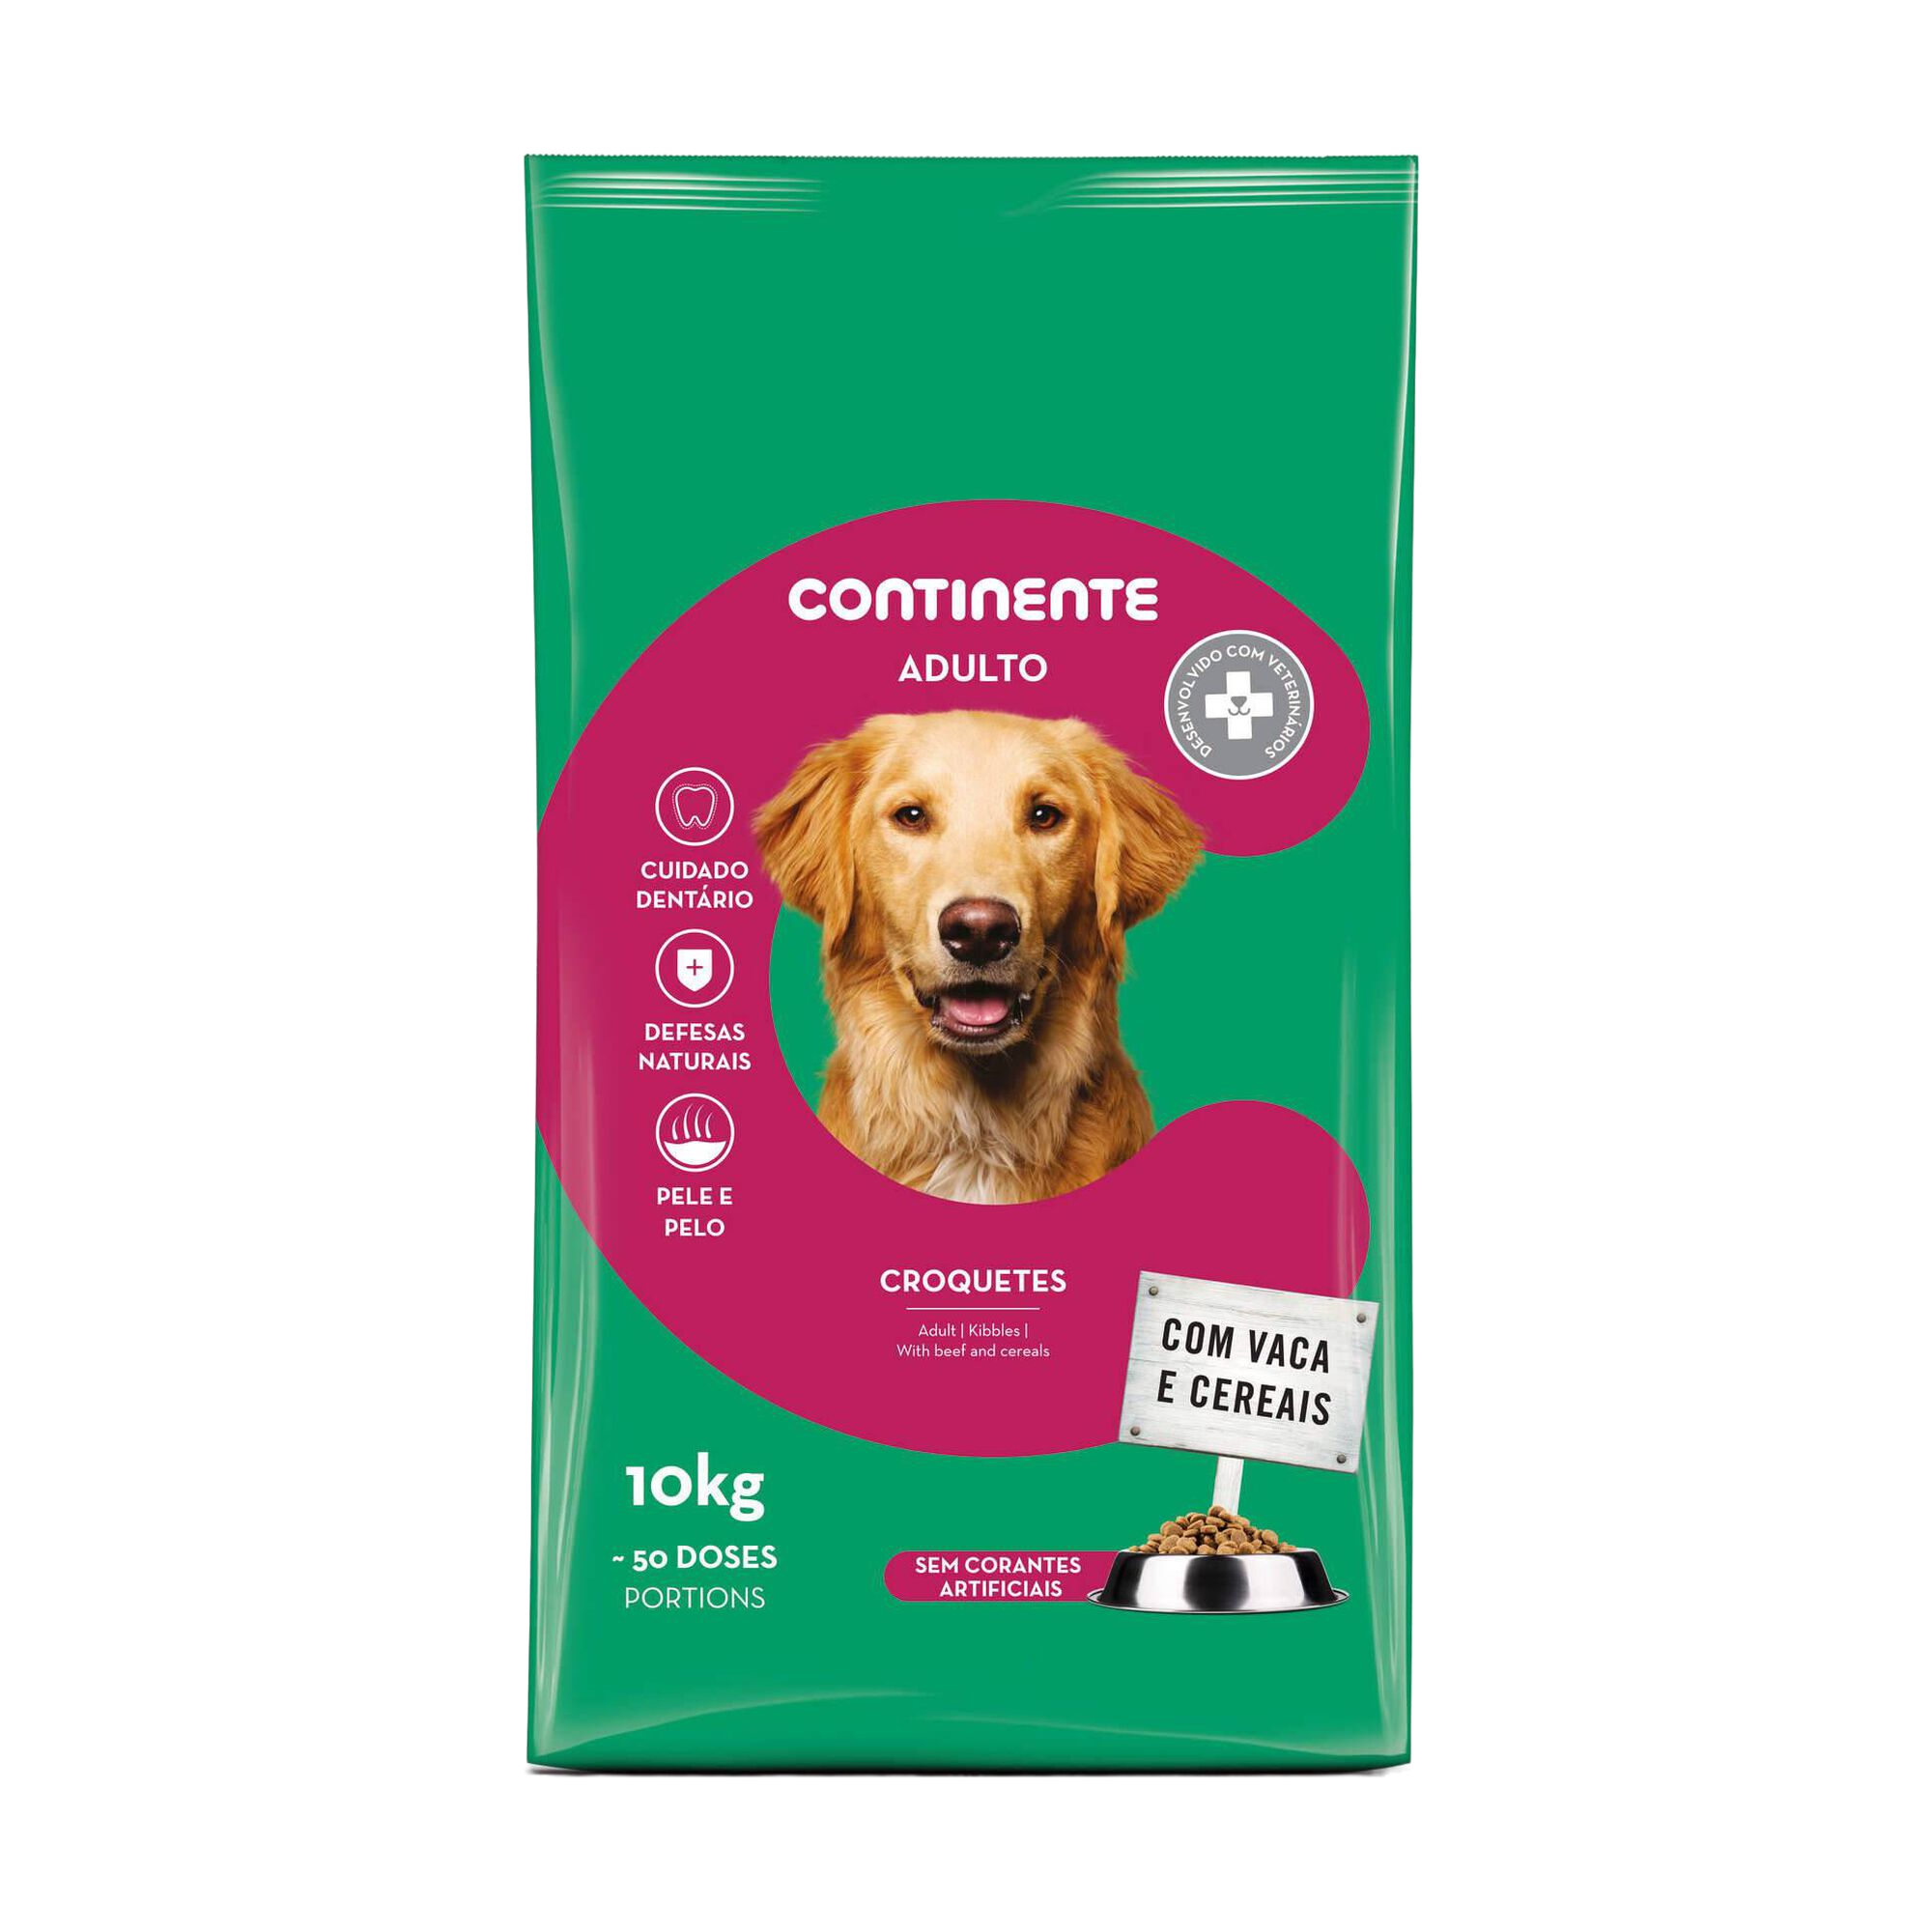 CONTINENTE
ADULTO
DESENVOLVIDO COM VETERINÁRIOS
CUIDADO
DENTÁRIO
DEFESAS
NATURAIS
PELE E
PELO
CROQUETES
Adult | Kibbles |
With beef and cereals
COM VACA
E CEREAIS
10kg
~ 50 DOSES
PORTIONS
SEM CORANTES
ARTIFICIAIS